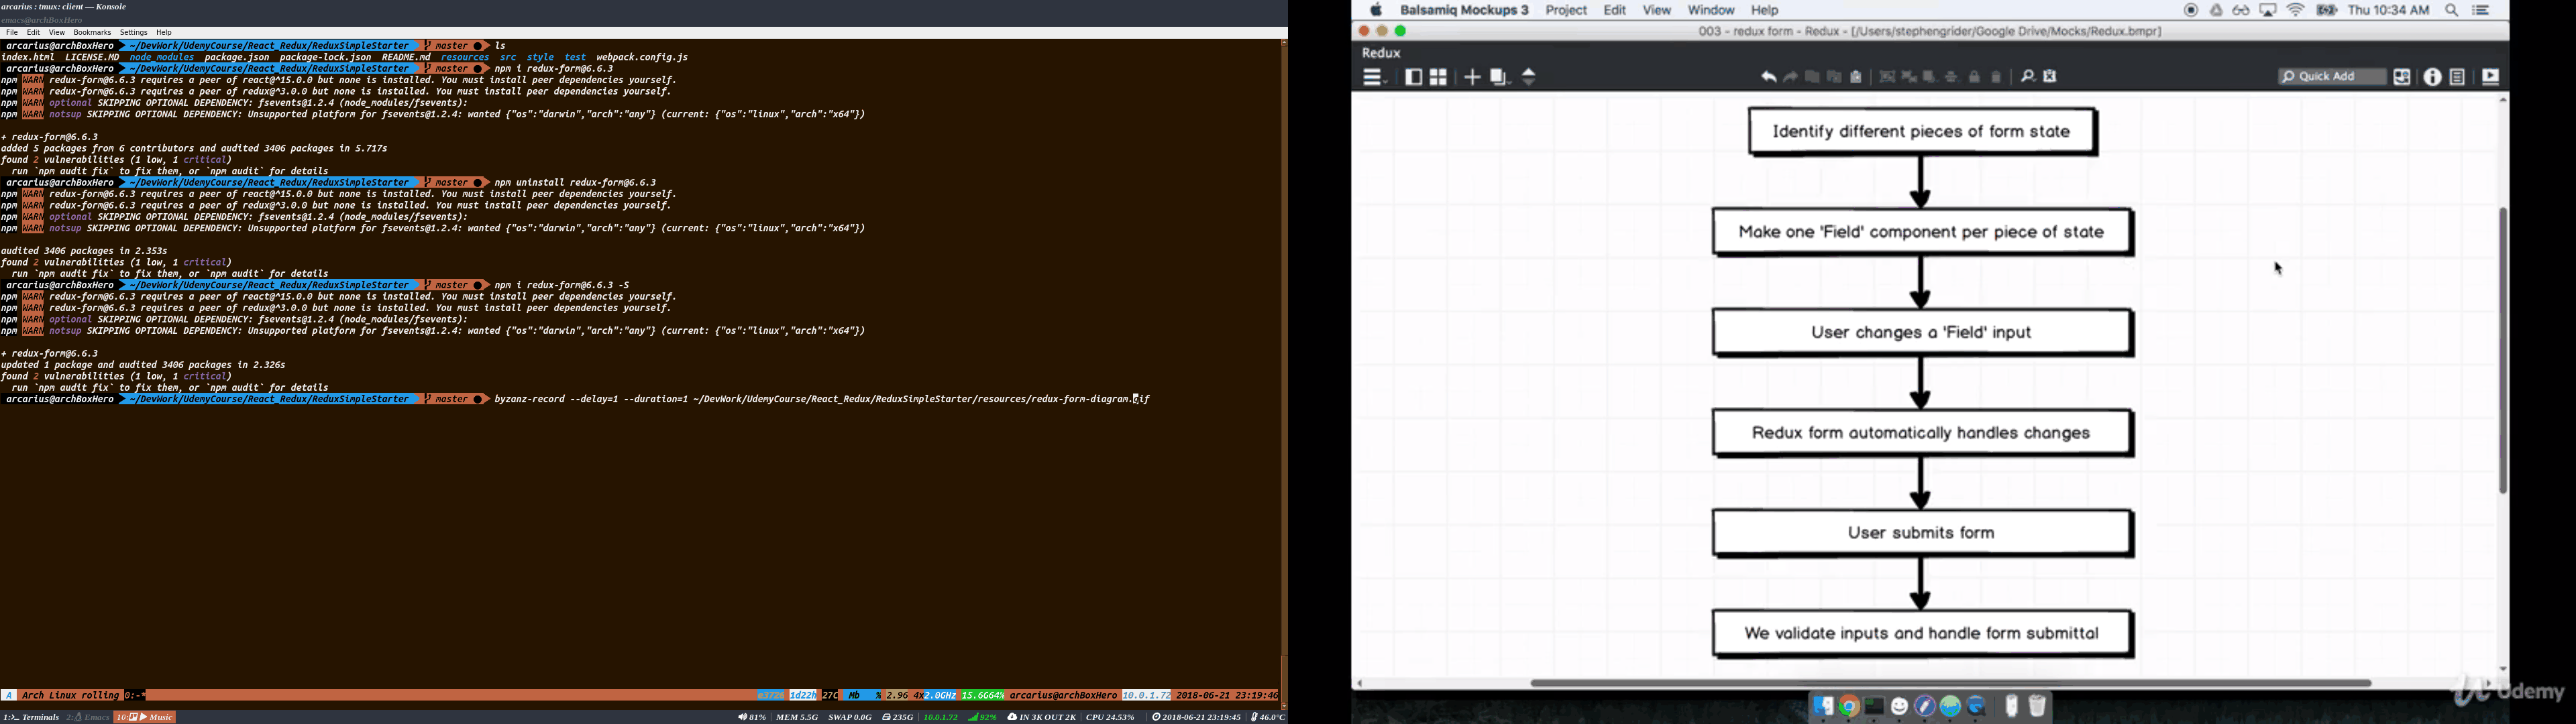 arcarius : tmux: client — Konsole
emacs@archBoxHero
File Edit View Bookmarks Settings Help
arcarius@archBoxHero ~/DevWork/UdemyCourse/React_Redux/ReduxSimpleStarter master ls
index.html LICENSE.MD node_modules package.json package-lock.json README.md resources src style test webpack.config.js
arcarius@archBoxHero ~/DevWork/UdemyCourse/React_Redux/ReduxSimpleStarter master npm i redux-form@6.6.3
npm WARN redux-form@6.6.3 requires a peer of react@^15.0.0 but none is installed. You must install peer dependencies yourself.
npm WARN redux-form@6.6.3 requires a peer of redux@^3.0.0 but none is installed. You must install peer dependencies yourself.
npm WARN optional SKIPPING OPTIONAL DEPENDENCY: fsevents@1.2.4 (node_modules/fsevents):
npm WARN notsup SKIPPING OPTIONAL DEPENDENCY: Unsupported platform for fsevents@1.2.4: wanted {"os":"darwin","arch":"any"} (current: {"os":"linux","arch":"x64"})
+ redux-form@6.6.3
added 5 packages from 6 contributors and audited 3406 packages in 5.717s
found 2 vulnerabilities (1 low, 1 critical)
run `npm audit fix` to fix them, or `npm audit` for details
arcarius@archBoxHero ~/DevWork/UdemyCourse/React_Redux/ReduxSimpleStarter master npm uninstall redux-form@6.6.3
npm WARN redux-form@6.6.3 requires a peer of react@^15.0.0 but none is installed. You must install peer dependencies yourself.
npm WARN redux-form@6.6.3 requires a peer of redux@^3.0.0 but none is installed. You must install peer dependencies yourself.
npm WARN optional SKIPPING OPTIONAL DEPENDENCY: fsevents@1.2.4 (node_modules/fsevents):
npm WARN notsup SKIPPING OPTIONAL DEPENDENCY: Unsupported platform for fsevents@1.2.4: wanted {"os":"darwin","arch":"any"} (current: {"os":"linux","arch":"x64"})
audited 3406 packages in 2.353s
found 2 vulnerabilities (1 low, 1 critical)
run `npm audit fix` to fix them, or `npm audit` for details
arcarius@archBoxHero ~/DevWork/UdemyCourse/React_Redux/ReduxSimpleStarter master npm i redux-form@6.6.3 -S
npm WARN redux-form@6.6.3 requires a peer of react@^15.0.0 but none is installed. You must install peer dependencies yourself.
npm WARN redux-form@6.6.3 requires a peer of redux@^3.0.0 but none is installed. You must install peer dependencies yourself.
npm WARN optional SKIPPING OPTIONAL DEPENDENCY: fsevents@1.2.4 (node_modules/fsevents):
npm WARN notsup SKIPPING OPTIONAL DEPENDENCY: Unsupported platform for fsevents@1.2.4: wanted {"os":"darwin","arch":"any"} (current: {"os":"linux","arch":"x64"})
+ redux-form@6.6.3
updated 1 package and audited 3406 packages in 2.326s
found 2 vulnerabilities (1 low, 1 critical)
run `npm audit fix` to fix them, or `npm audit` for details
arcarius@archBoxHero ~/DevWork/UdemyCourse/React_Redux/ReduxSimpleStarter master byzanz-record --delay=1 --duration=1 ~/DevWork/UdemyCourse/React_Redux/ReduxSimpleStarter/resources/redux-form-diagram.gif
A Arch Linux rolling 0:-* 1d22h 27C Mb % 2.96 4x2.0GHz 15.6G64% arcarius@archBoxHero 10.0.1.72 2018-06-21 23:19:46
1:>_ Terminals 2: Emacs 10: Music 81% MEM 5.5G SWAP 0.0G 235G 10.0.1.72 92% IN 3K OUT 2K CPU 24.53% 2018-06-21 23:19:45 46.0°C
Balsamiq Mockups 3 Project Edit View Window Help Thu 10:34 AM
003 - redux form - Redux - [/Users/stephengrider/Google Drive/Mocks/Redux.bmpr]
Redux
Quick Add
Identify different pieces of form state
Make one 'Field' component per piece of state
User changes a 'Field' input
Redux form automatically handles changes
User submits form
We validate inputs and handle form submittal
Udemy